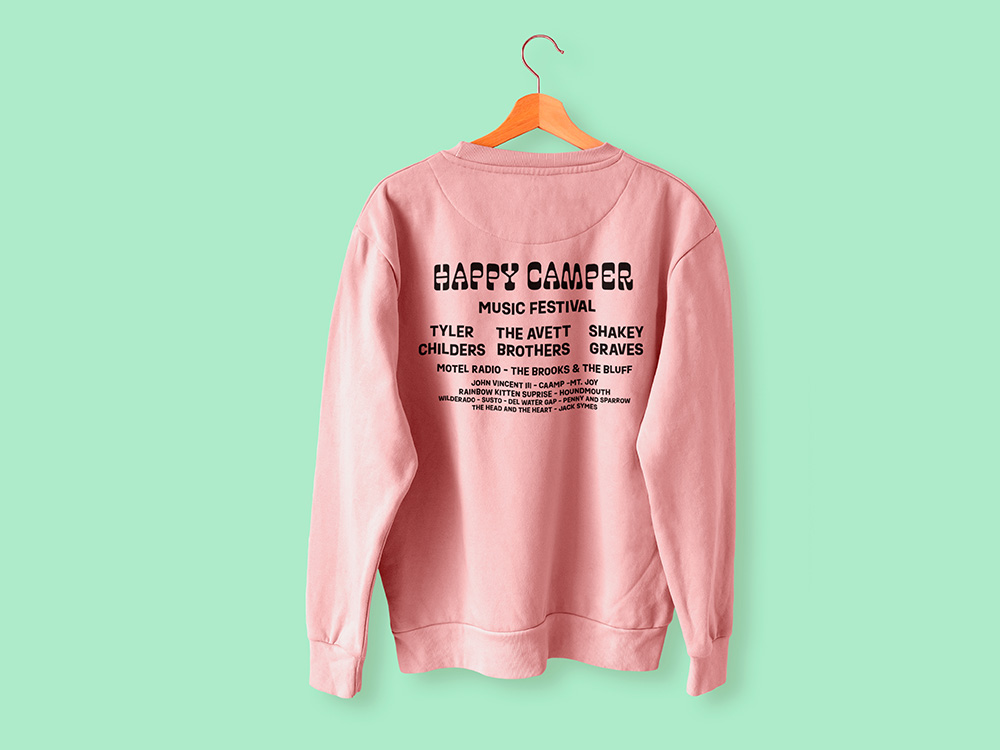 HAPPY CAMPER
MUSIC FESTIVAL
TYLER THE AVETT SHAKEY
CHILDERS BROTHERS GRAVES
MOTEL RADIO - THE BROOKS & THE BLUFF
JOHN VINCENT III - CAAMP -MT. JOY
RAINBOW KITTEN SUPRISE - HOUNDMOUTH
WILDERADO - SUSTO - DEL WATER GAP - PENNY AND SPARROW
THE HEAD AND THE HEART - JACK SYMES